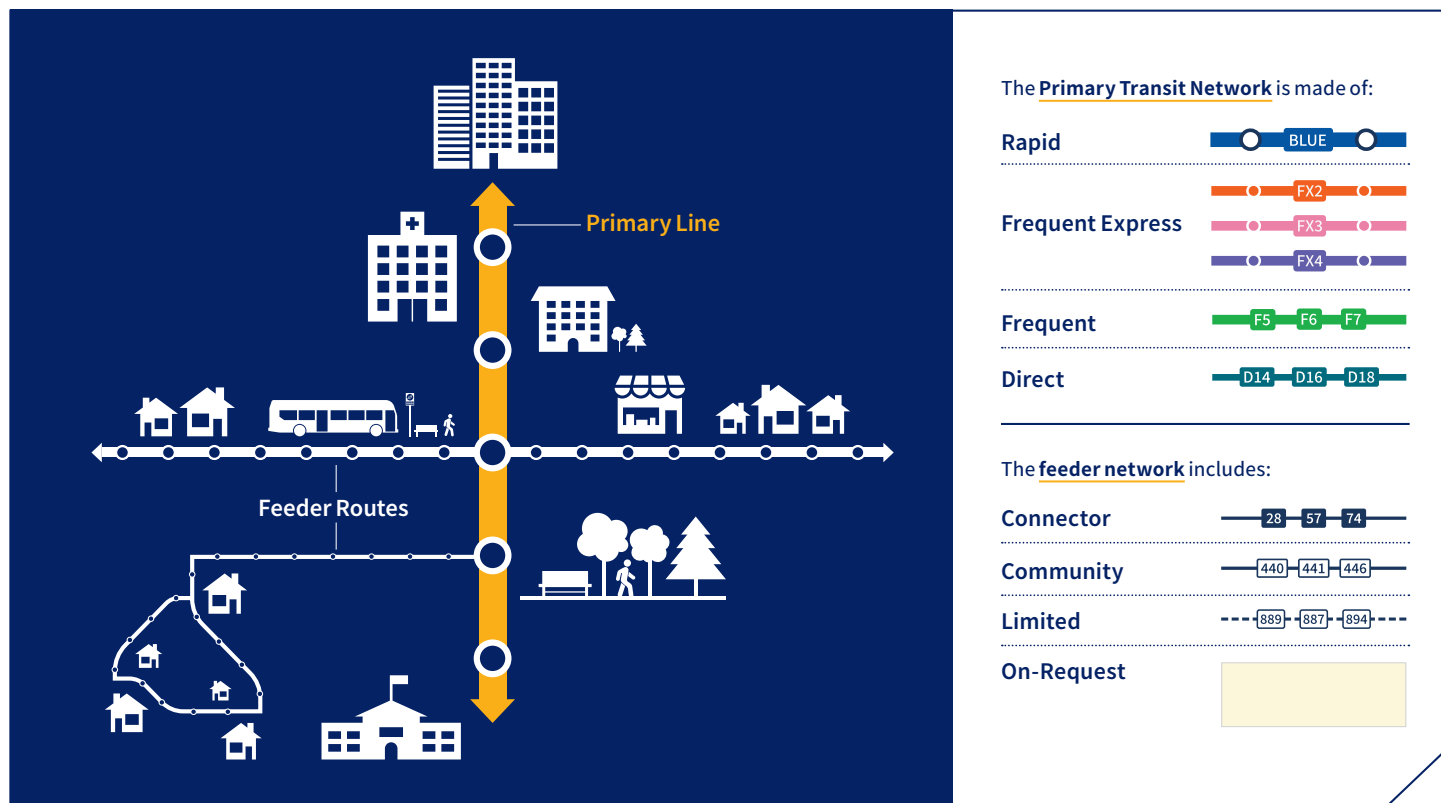 Primary Line
Feeder Routes
The Primary Transit Network is made of:
Rapid
BLUE
Frequent Express
FX2
FX3
FX4
Frequent
F5 F6 F7
Direct
D14 D16 D18
The feeder network includes:
Connector
28 57 74
Community
440 441 446
Limited
889 887 894
On-Request